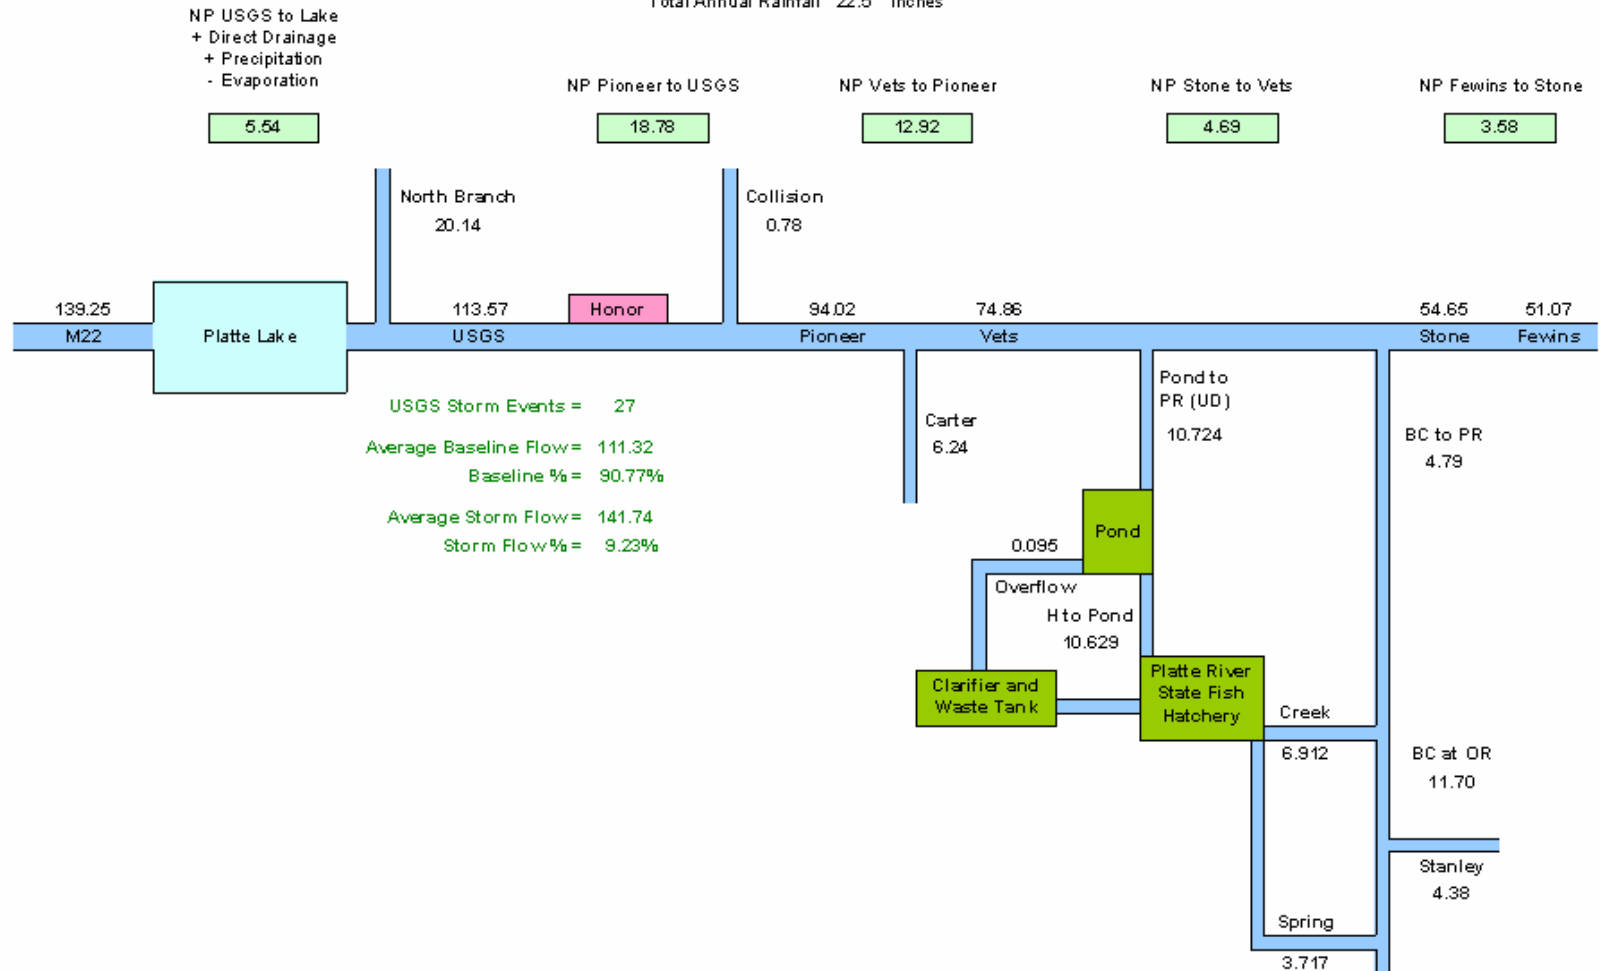 Total Annual Rainfall 22.5 inches
NP USGS to Lake
+ Direct Drainage
+ Precipitation
- Evaporation
5.54
NP Pioneer to USGS
18.78
NP Vets to Pioneer
12.92
NP Stone to Vets
4.69
NP Fewins to Stone
3.58
North Branch
20.14
Collision
0.78
139.25
M22
Platte Lake
113.57
USGS
Honor
94.02
Pioneer
74.86
Vets
54.65
Stone
51.07
Fewins
USGS Storm Events = 27
Average Baseline Flow= 111.32
Baseline %= 90.77%
Average Storm Flow= 141.74
Storm Flow%= 9.23%
Carter
6.24
Pond to
PR (UD)
10.724
BC to PR
4.79
Pond
0.095
Overflow
H to Pond
10.629
Clarifier and
Waste Tank
Platte River
State Fish
Hatchery
Creek
6.912
BC at OR
11.70
Stanley
4.38
Spring
3.717